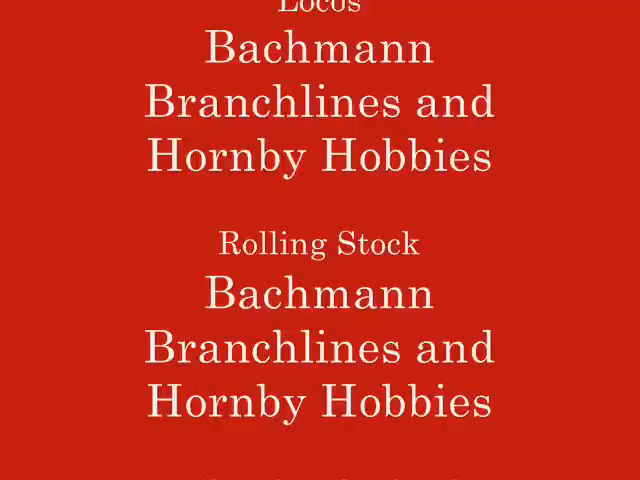 Locos
Bachmann
Branchlines and
Hornby Hobbies
Rolling Stock
Bachmann
Branchlines and
Hornby Hobbies